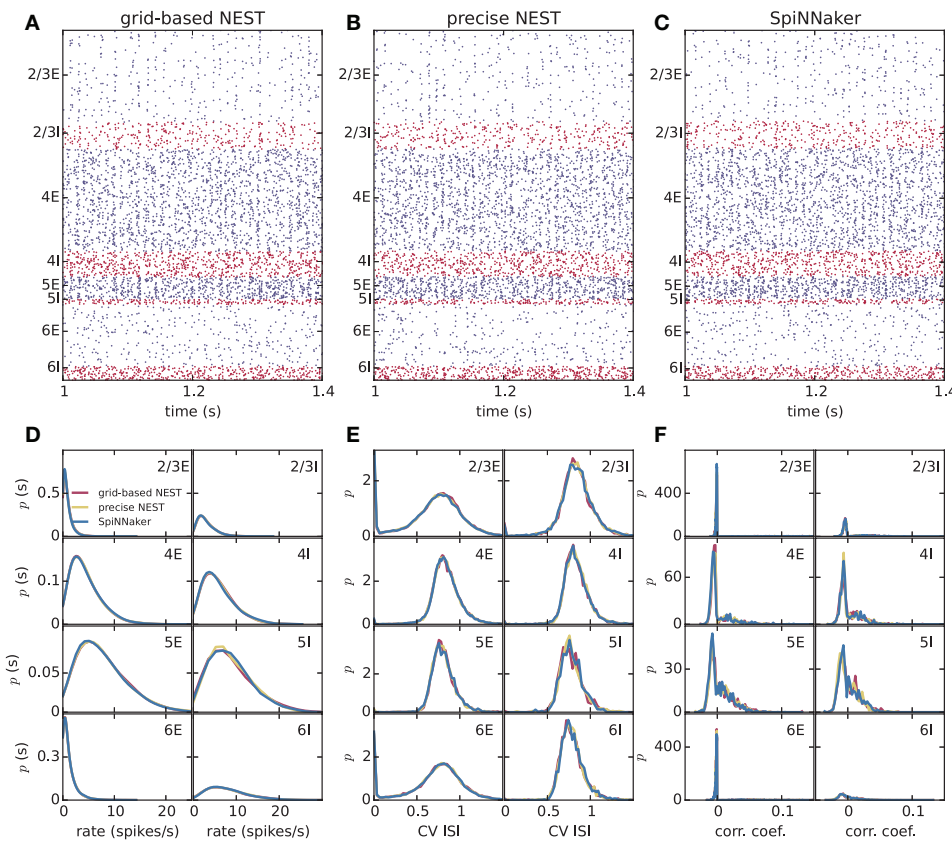 A grid-based NEST
B precise NEST
C SpiNNaker
2/3E 2/3I 4E 4I 5E 5I 6E 6I
1 1.2 1.3 1.4
time (s)
2/3E 2/3I 4E 4I 5E 5I 6E 6I
1 1.2 1.3 1.4
time (s)
2/3E 2/3I 4E 4I 5E 5I 6E 6I
1 1.2 1.3 1.4
time (s)
D
2/3E 2/3I
p (s) 0.5 0
grid-based NEST
precise NEST
SpiNNaker
4E 4I
p (s) 0.1 0
5E 5I
p (s) 0.05 0
6E 6I
p (s) 0.3 0
0 10 20 0 10 20
rate (spikes/s) rate (spikes/s)
E
2/3E 2/3I
p 2 0
4E 4I
p 2 0
5E 5I
p 2 0
6E 6I
p 2 0
0 0.5 1 0 0.5 1
CV ISI CV ISI
F
2/3E 2/3I
p 400 0
4E 4I
p 60 0
5E 5I
p 30 0
6E 6I
p 400 0
0 0.1 0 0.1
corr. coef. corr. coef.